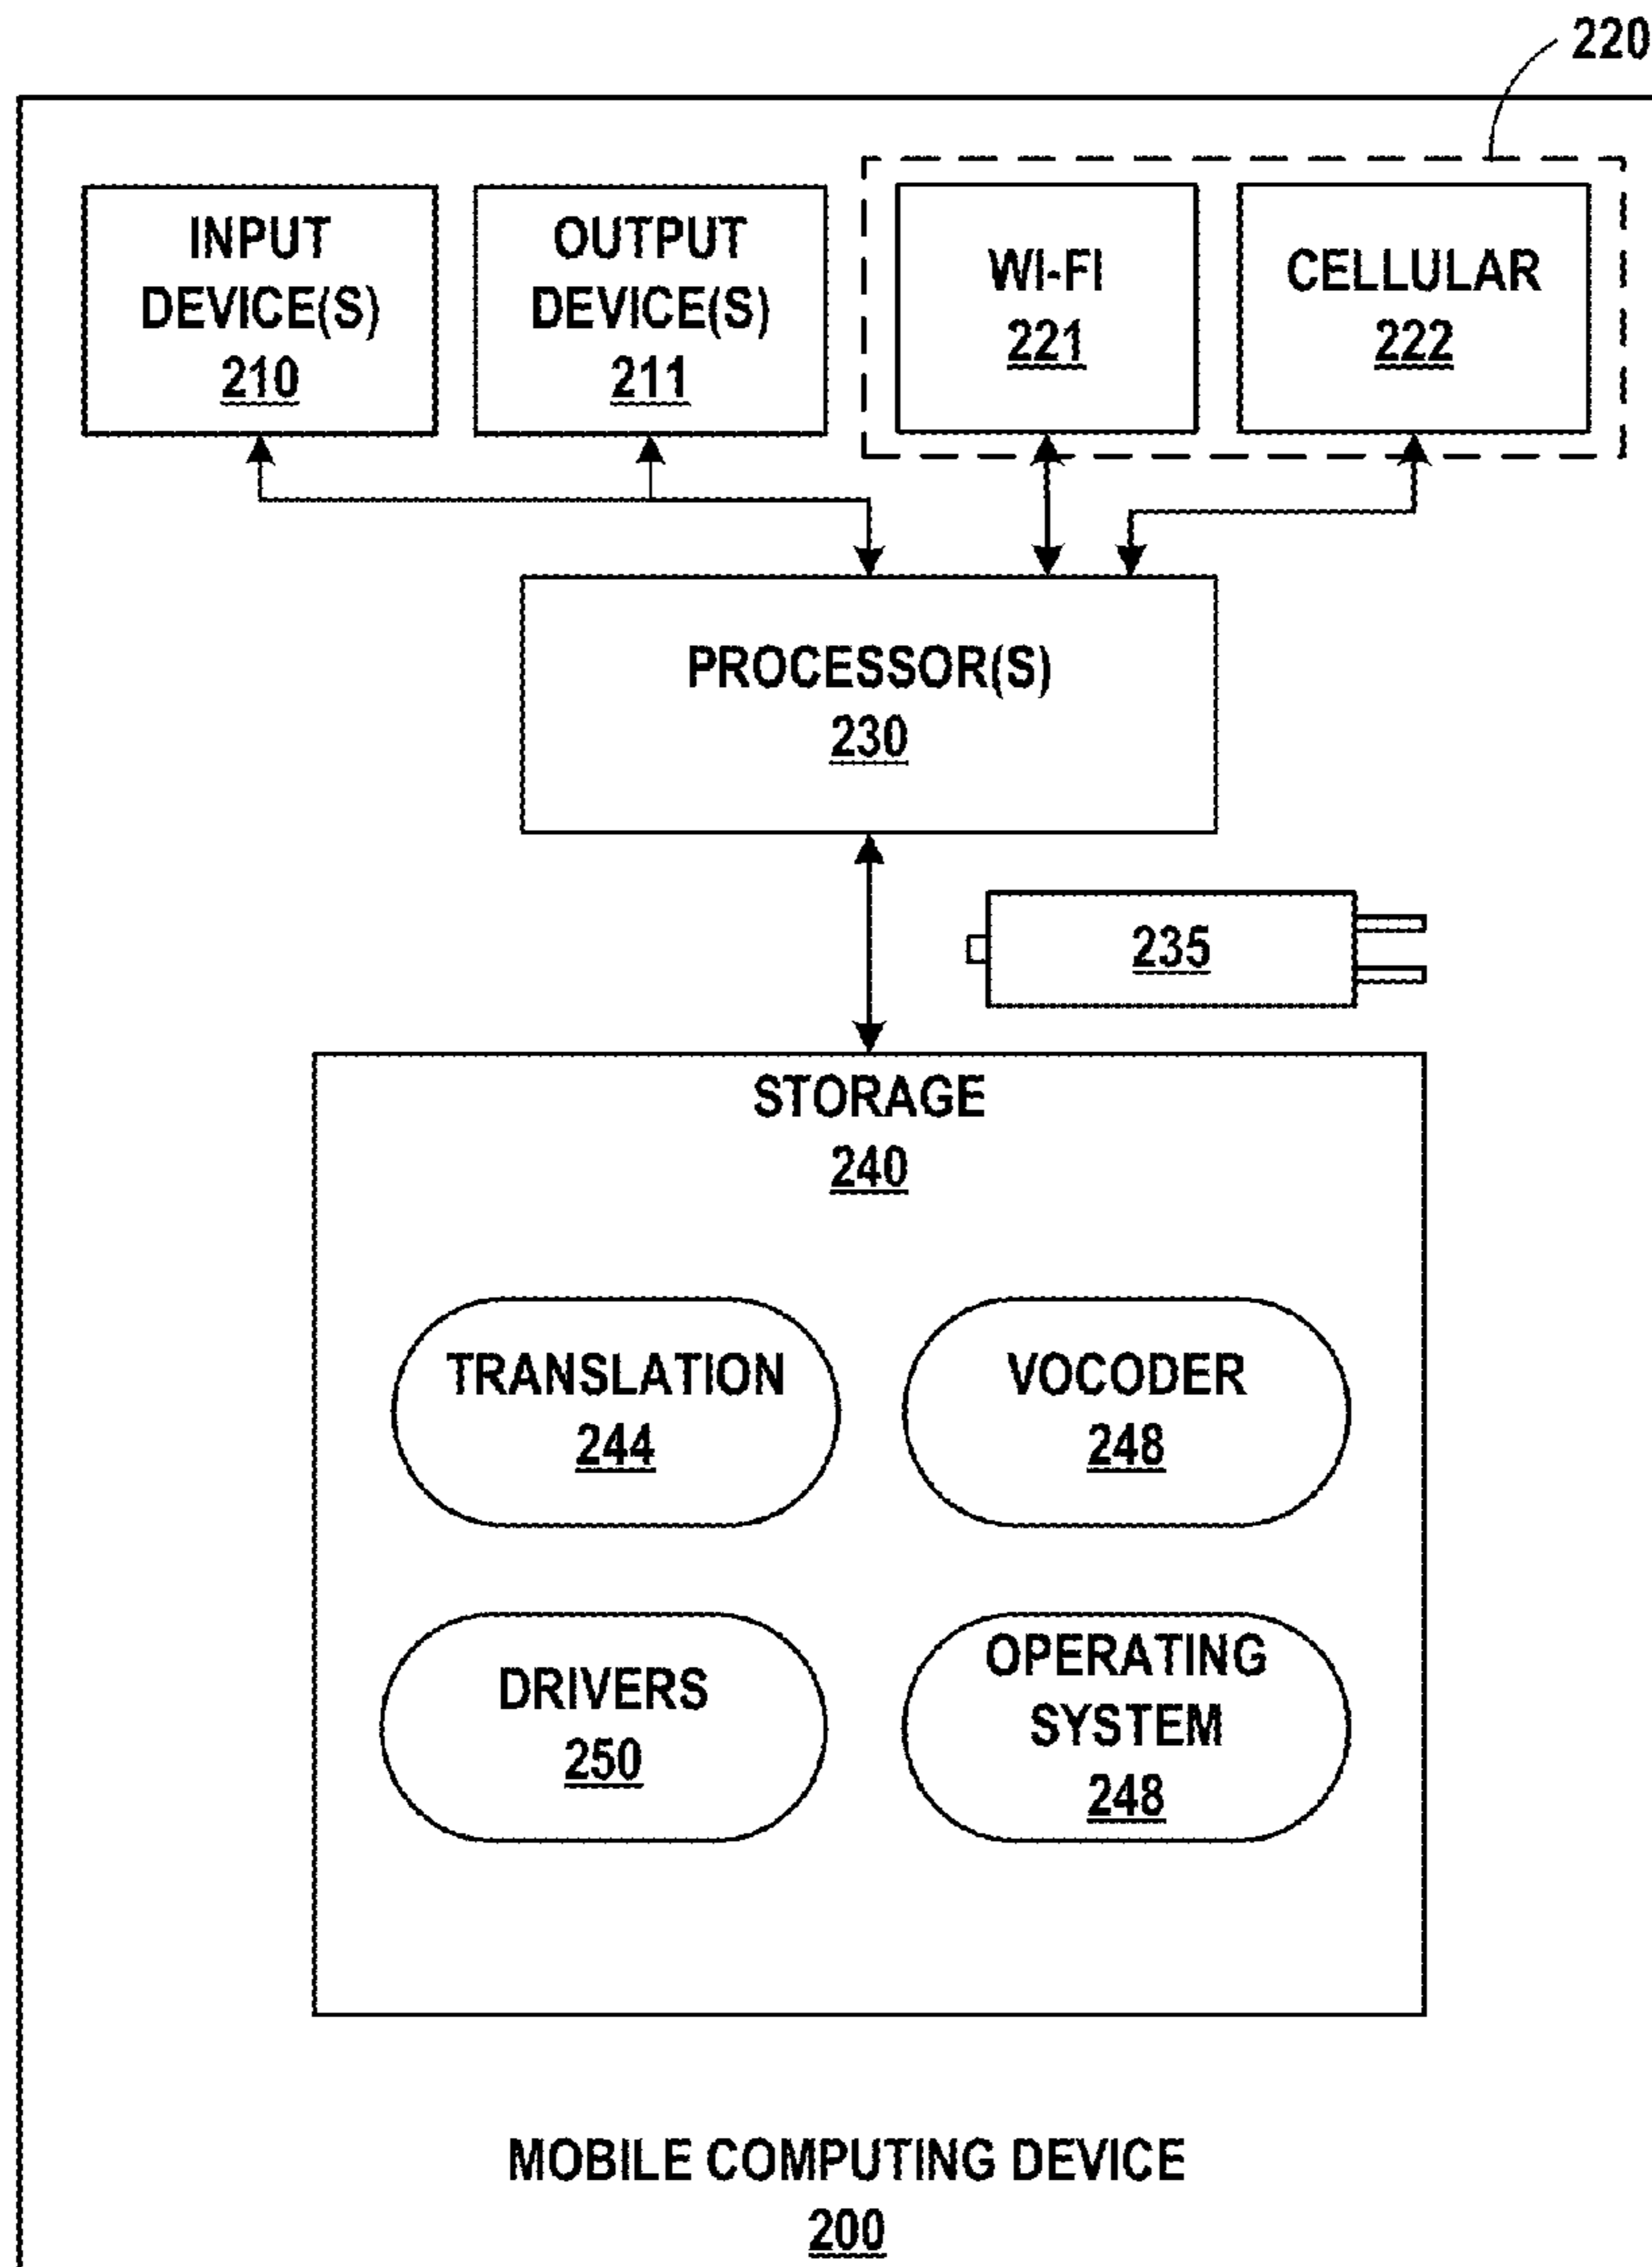 220
INPUT
DEVICE(S)
210
OUTPUT
DEVICE(S)
211
WI-FI
221
CELLULAR
222
PROCESSOR(S)
230
235
STORAGE
240
TRANSLATION
244
VOCODER
248
DRIVERS
250
OPERATING
SYSTEM
248
MOBILE COMPUTING DEVICE
200